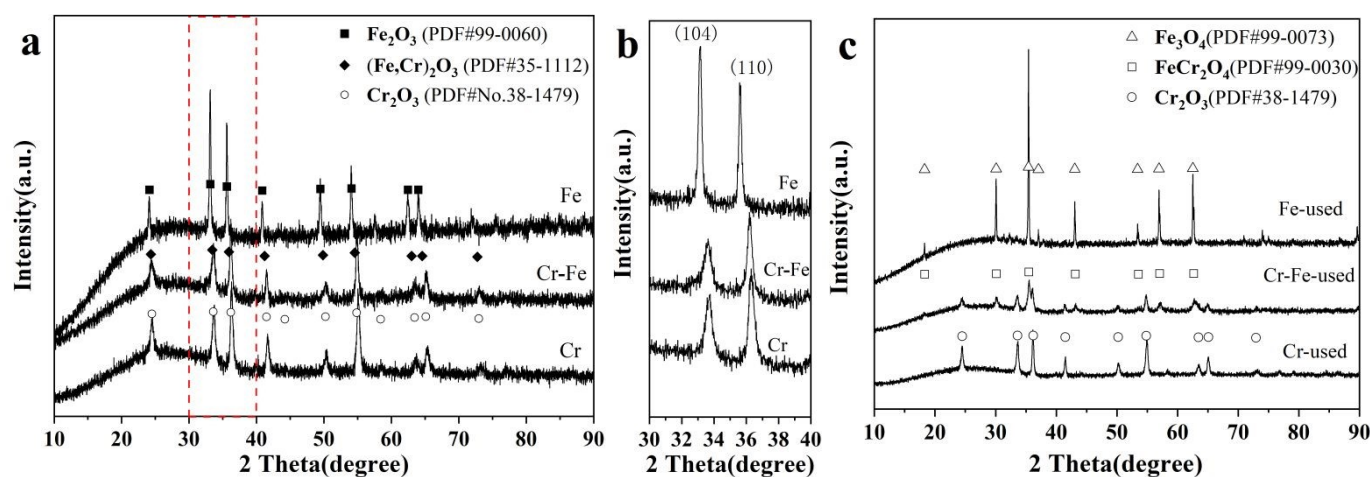 a
■ Fe₂O₃ (PDF#99-0060)
◆ (Fe,Cr)₂O₃ (PDF#35-1112)
○ Cr₂O₃ (PDF#No.38-1479)
Fe
Cr-Fe
Cr
Intensity(a.u.)
10 20 30 40 50 60 70 80 90
2 Theta(degree)
b
(104)
(110)
Fe
Cr-Fe
Cr
Intensity(a.u.)
30 32 34 36 38 40
2 Theta(degree)
c
△ Fe₃O₄(PDF#99-0073)
□ FeCr₂O₄(PDF#99-0030)
○ Cr₂O₃(PDF#38-1479)
Fe-used
Cr-Fe-used
Cr-used
Intensity(a.u.)
10 20 30 40 50 60 70 80 90
2 Theta(degree)